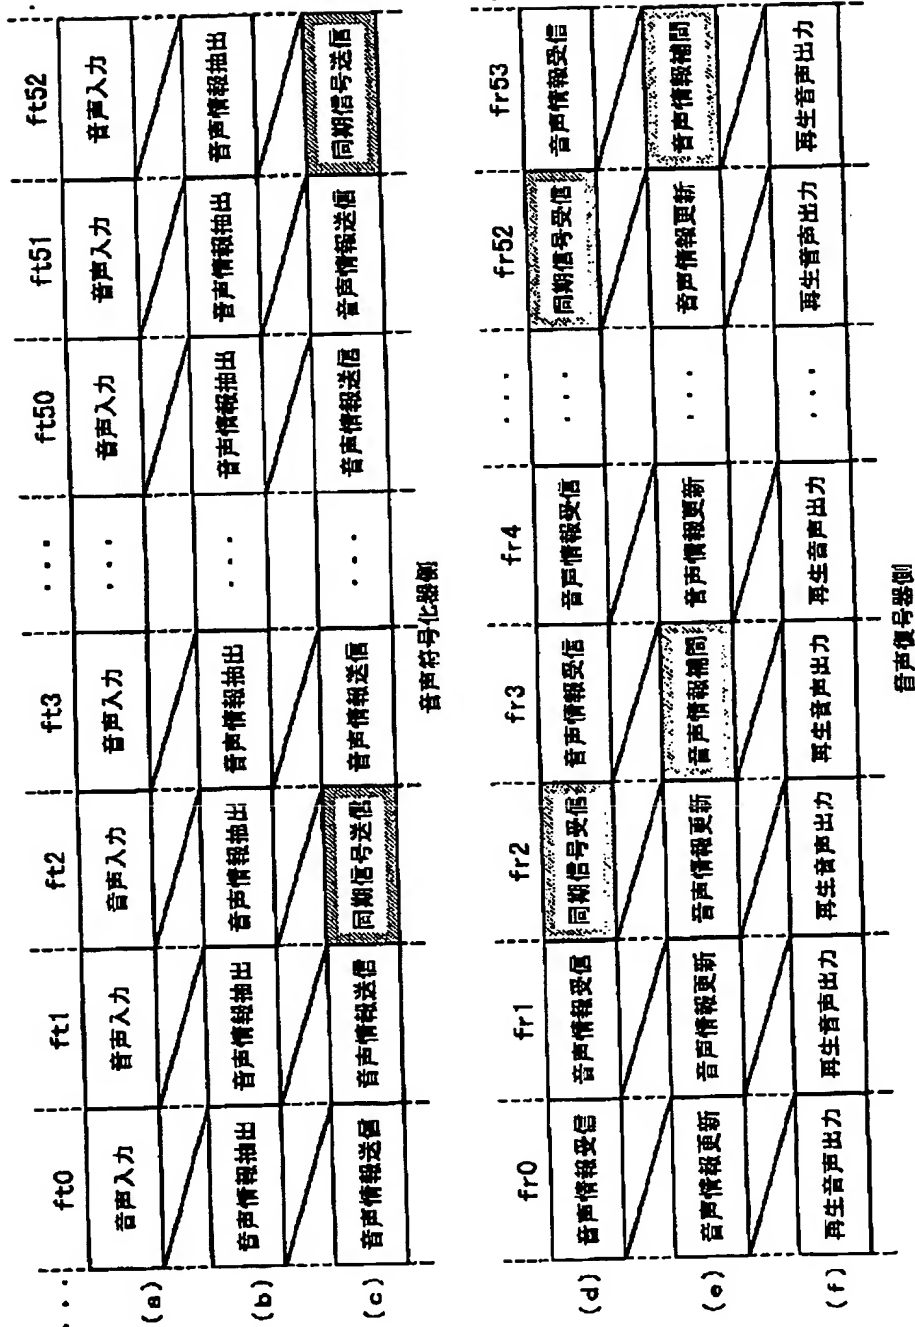 ft0 ft1 ft2 ft3 ・・・ ft50 ft51 ft52
(a) 音声入力 音声入力 音声入力 音声入力 ・・・ 音声入力 音声入力 音声入力
(b) 音声情報抽出 音声情報抽出 音声情報抽出 音声情報抽出 ・・・ 音声情報抽出 音声情報抽出 音声情報抽出
(c) 音声情報送信 音声情報送信 同期信号送信 音声情報送信 ・・・ 音声情報送信 音声情報送信 同期信号送信
音声符号化器側
fr0 fr1 fr2 fr3 fr4 ・・・ fr52 fr53
(d) 音声情報受信 音声情報受信 同期信号受信 音声情報受信 音声情報受信 ・・・ 同期信号受信 音声情報受信
(e) 音声情報更新 音声情報更新 音声情報更新 音声情報補間 音声情報更新 ・・・ 音声情報更新 音声情報補間
(f) 再生音声出力 再生音声出力 再生音声出力 再生音声出力 再生音声出力 ・・・ 再生音声出力 再生音声出力
音声復号器側